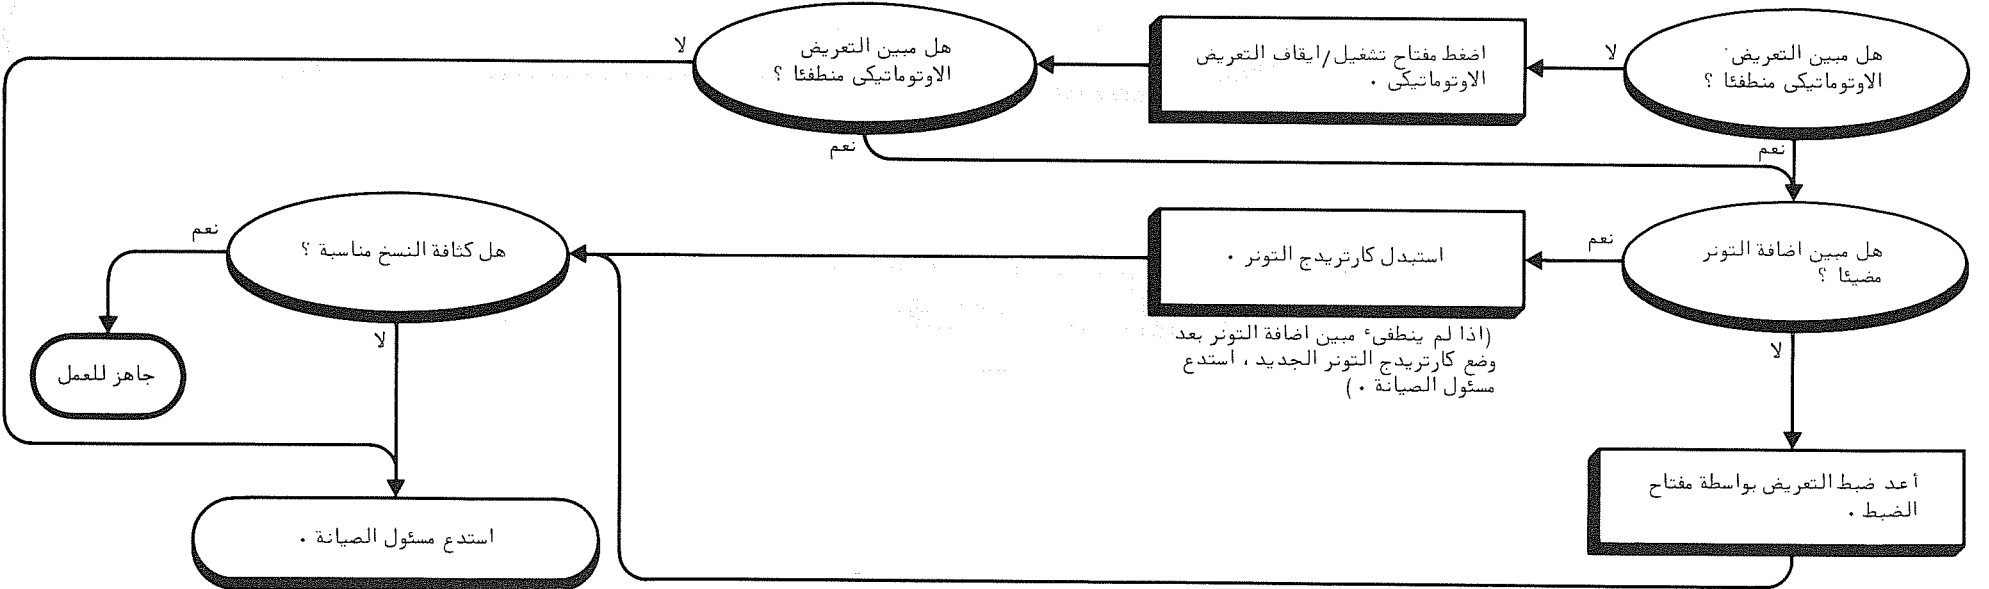 هل مبين التعريض
الاوتوماتيكى منطفئا ؟
لا
نعم
اضغط مفتاح تشغيل/ايقاف التعريض
الاوتوماتيكى .
هل مبين التعريض
الاوتوماتيكى منطفئا ؟
لا
نعم
هل مبين اضافة التونر
مضيئا ؟
نعم
لا
استبدل كارتريدج التونر .
(اذا لم ينطفىء مبين اضافة التونر بعد
وضع كارتريدج التونر الجديد ، استدع
مسئول الصيانة .)
هل كثافة النسخ مناسبة ؟
نعم
لا
جاهز للعمل
أعد ضبط التعريض بواسطة مفتاح
الضبط .
استدع مسئول الصيانة .